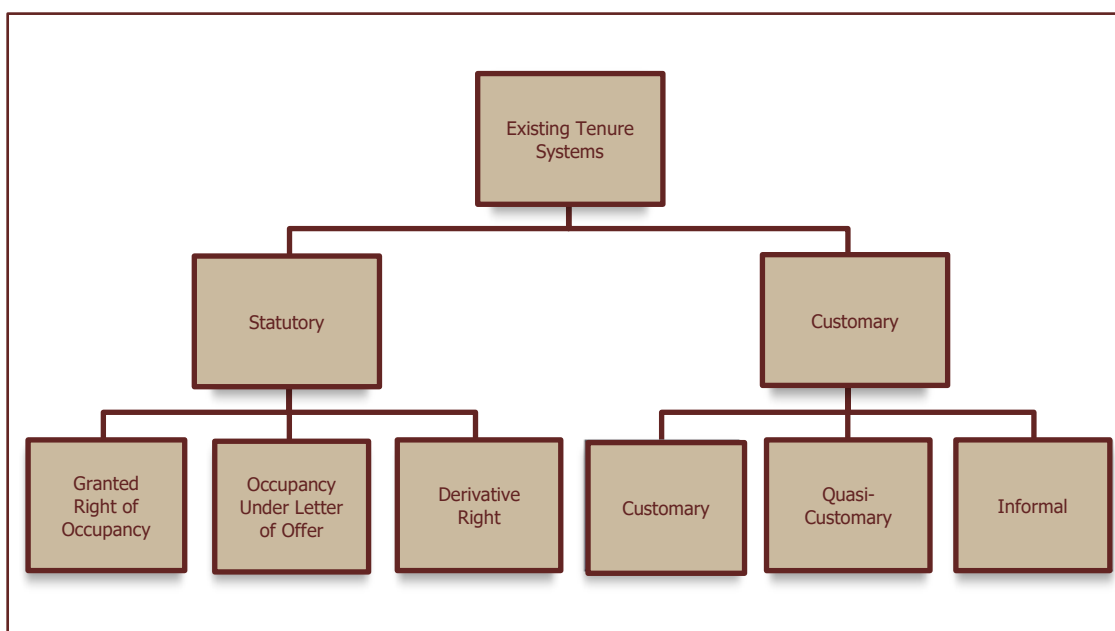 Existing Tenure
Systems
Statutory
Customary
Granted
Right of
Occupancy
Occupancy
Under Letter
of Offer
Derivative
Right
Customary
Quasi-
Customary
Informal